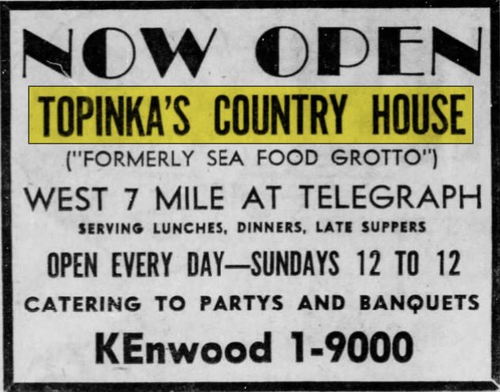 NOW OPEN
TOPINKA'S COUNTRY HOUSE
("FORMERLY SEA FOOD GROTTO")
WEST 7 MILE AT TELEGRAPH
SERVING LUNCHES, DINNERS, LATE SUPPERS
OPEN EVERY DAY—SUNDAYS 12 TO 12
CATERING TO PARTYS AND BANQUETS
KEnwood 1-9000